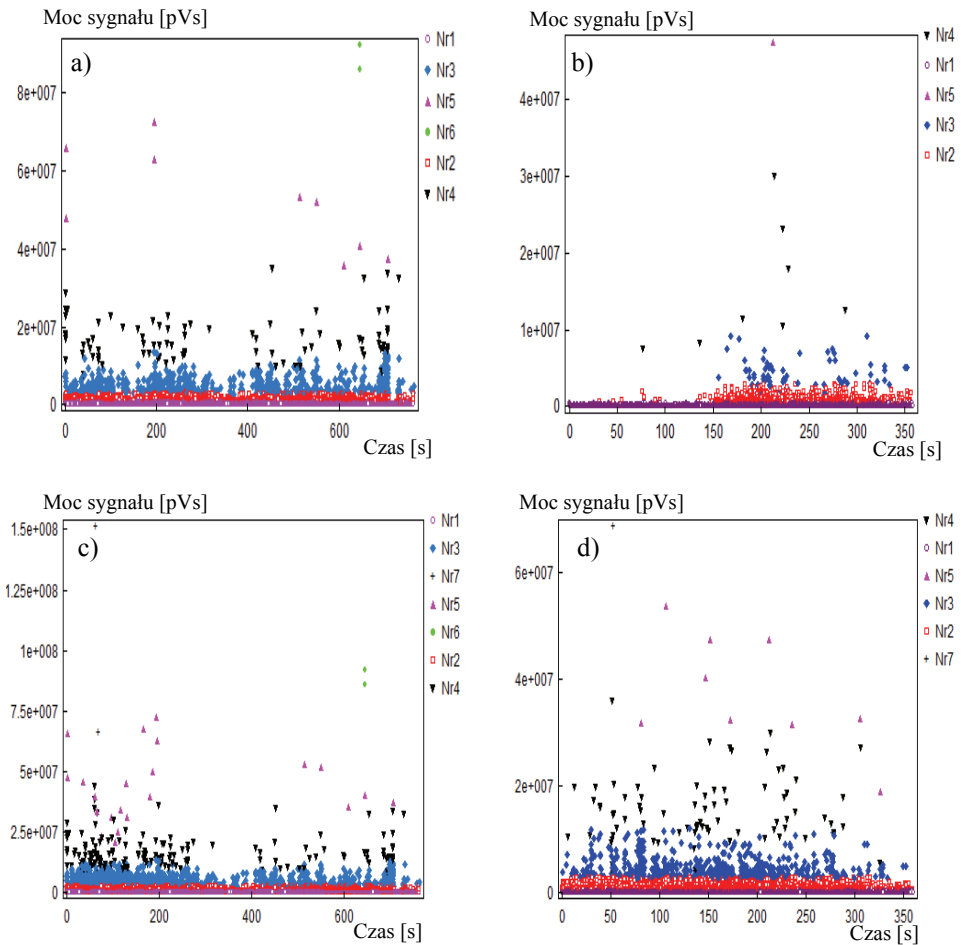 Moc sygnału [pVs]
a)
8e+007
6e+007
4e+007
2e+007
0
0 200 400 600
Czas [s]
Nr1
Nr3
Nr5
Nr6
Nr2
Nr4
Moc sygnału [pVs]
b)
4e+007
3e+007
2e+007
1e+007
0
0 50 100 150 200 250 300 350
Czas [s]
Nr4
Nr1
Nr5
Nr3
Nr2
Moc sygnału [pVs]
c)
1.5e+008
1.25e+008
1e+008
7.5e+007
5e+007
2.5e+007
0
0 200 400 600
Czas [s]
Nr1
Nr3
Nr7
Nr5
Nr6
Nr2
Nr4
Moc sygnału [pVs]
d)
6e+007
4e+007
2e+007
0
0 50 100 150 200 250 300 350
Czas [s]
Nr4
Nr1
Nr5
Nr3
Nr2
Nr7